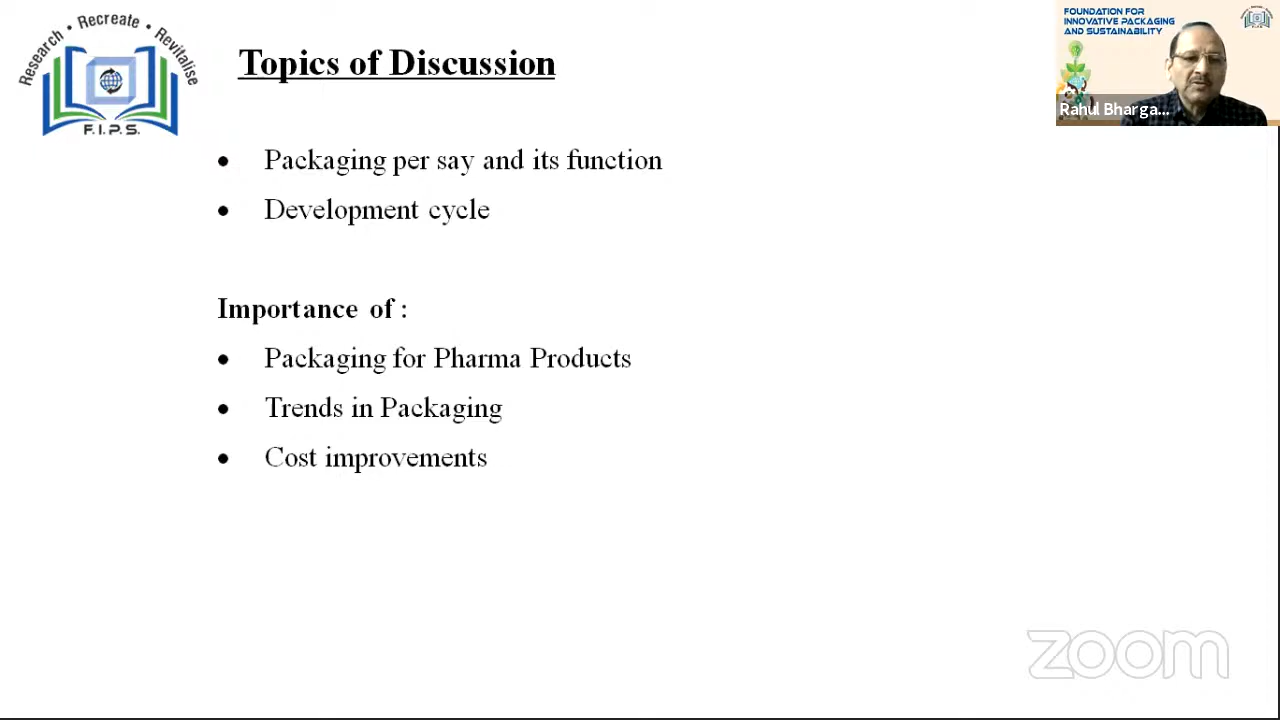 Research • Recreate • Revitalise
F.I.P.S.
Topics of Discussion
FOUNDATION FOR
INNOVATIVE PACKAGING
AND SUSTAINABILITY
Rahul Bharga...
• Packaging per say and its function
• Development cycle
Importance of :
• Packaging for Pharma Products
• Trends in Packaging
• Cost improvements
zoom